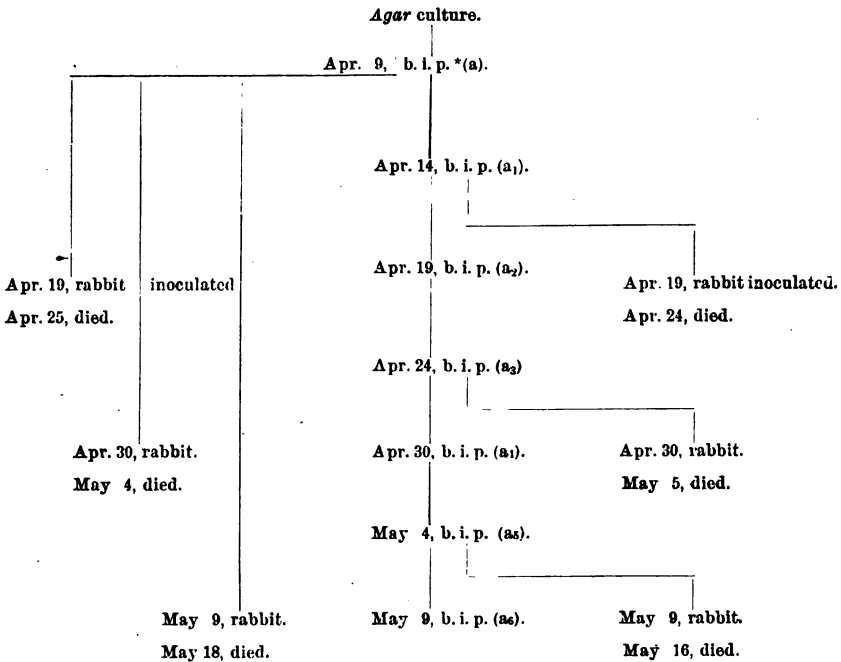 Agar culture.
Apr. 9, b. i. p. *(a).
Apr. 14, b. i. p. (a₁).
Apr. 19, rabbit inoculated
Apr. 25, died.
Apr. 19, b. i. p. (a₂).
Apr. 19, rabbit inoculated.
Apr. 24, died.
Apr. 24, b. i. p. (a₃)
Apr. 30, rabbit.
May 4, died.
Apr. 30, b. i. p. (a₁).
Apr. 30, rabbit.
May 5, died.
May 4, b. i. p. (a₅).
May 9, rabbit.
May 18, died.
May 9, b. i. p. (a₆).
May 9, rabbit.
May 16, died.